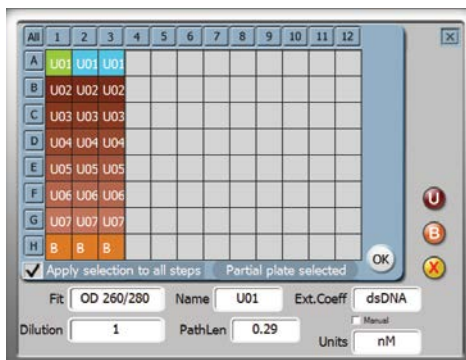 All 1 2 3 4 5 6 7 8 9 10 11 12
A U01 U01 U01
B U02 U02 U02
C U03 U03 U03
D U04 U04 U04
E U05 U05 U05
F U06 U06 U06
G U07 U07 U07
H B B B
Apply selection to all steps Partial plate selected OK
U
B
X
Fit OD 260/280 Name U01 Ext.Coeff dsDNA
Manual
Dilution 1 PathLen 0.29 Units nM